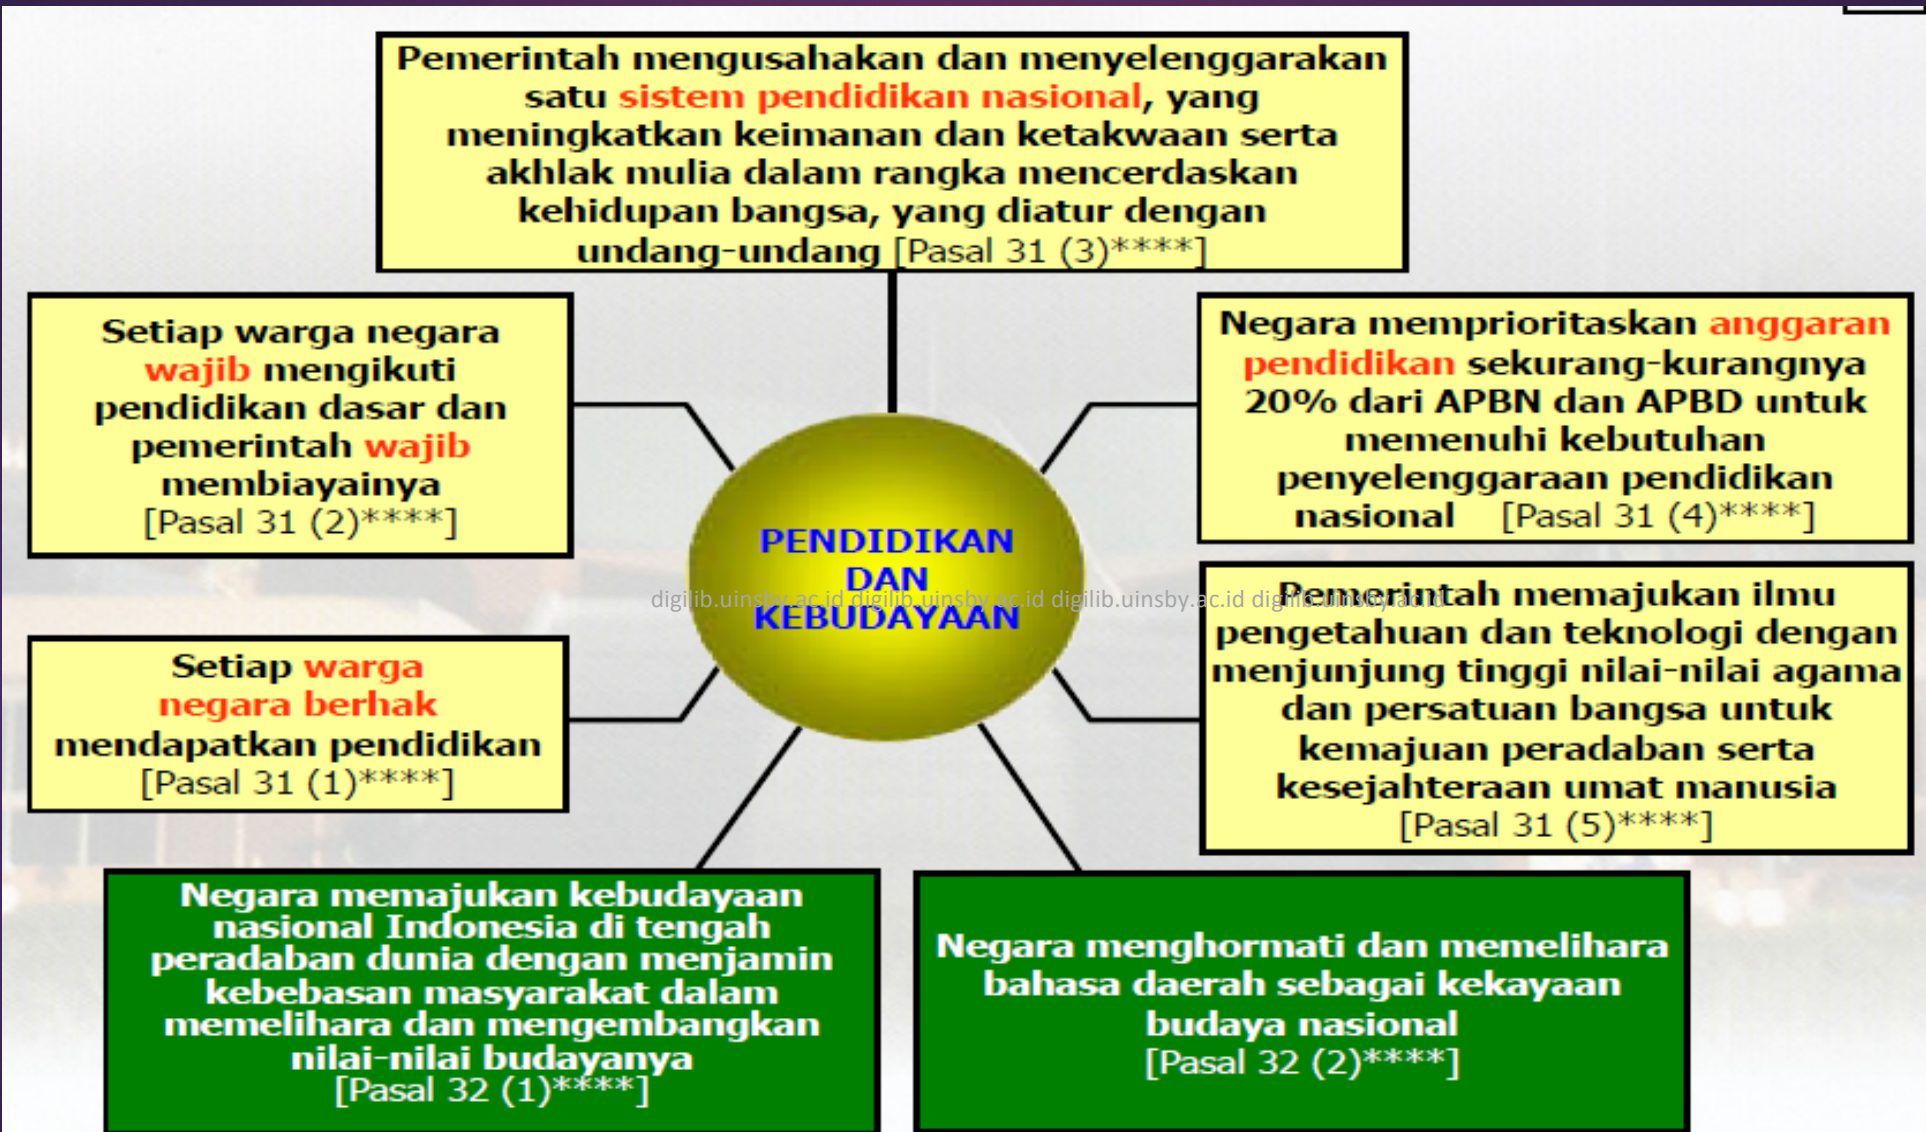 Pemerintah mengusahakan dan menyelenggarakan
satu sistem pendidikan nasional, yang
meningkatkan keimanan dan ketakwaan serta
akhlak mulia dalam rangka mencerdaskan
kehidupan bangsa, yang diatur dengan
undang-undang [Pasal 31 (3)****]
Setiap warga negara
wajib mengikuti
pendidikan dasar dan
pemerintah wajib
membiayainya
[Pasal 31 (2)****]
Negara memprioritaskan anggaran
pendidikan sekurang-kurangnya
20% dari APBN dan APBD untuk
memenuhi kebutuhan
penyelenggaraan pendidikan
nasional [Pasal 31 (4)****]
PENDIDIKAN
DAN
KEBUDAYAAN
digilib.uinsby.ac.id digilib.uinsby.ac.id digilib.uinsby.ac.id digilib.uinsby.ac.id
Setiap warga
negara berhak
mendapatkan pendidikan
[Pasal 31 (1)****]
Pemerintah memajukan ilmu
pengetahuan dan teknologi dengan
menjunjung tinggi nilai-nilai agama
dan persatuan bangsa untuk
kemajuan peradaban serta
kesejahteraan umat manusia
[Pasal 31 (5)****]
Negara memajukan kebudayaan
nasional Indonesia di tengah
peradaban dunia dengan menjamin
kebebasan masyarakat dalam
memelihara dan mengembangkan
nilai-nilai budayanya
[Pasal 32 (1)****]
Negara menghormati dan memelihara
bahasa daerah sebagai kekayaan
budaya nasional
[Pasal 32 (2)****]